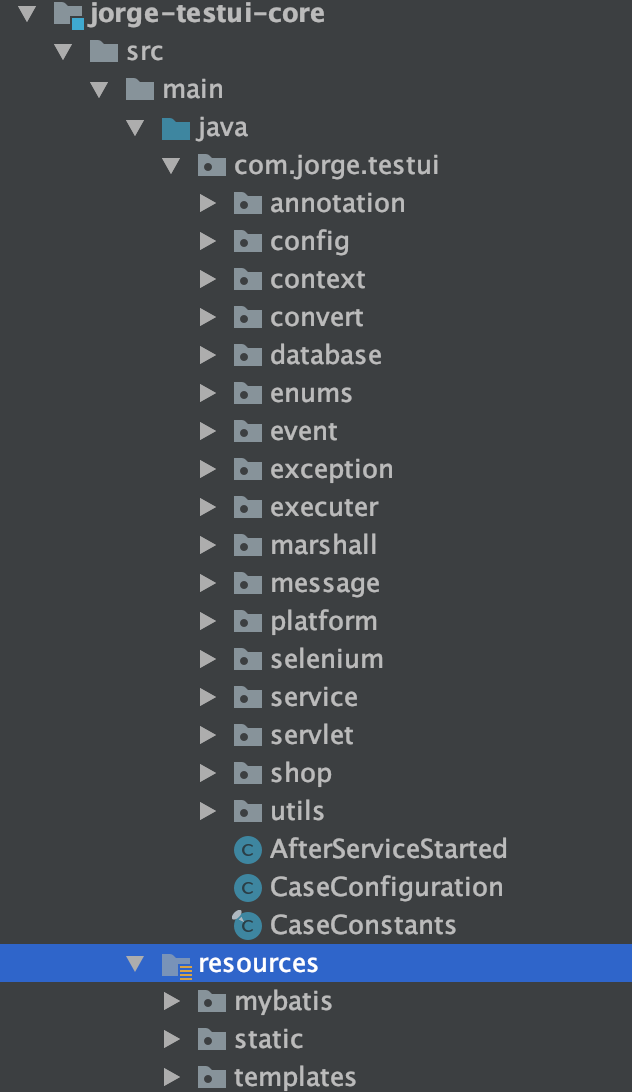 jorge-testui-core
src
main
java
com.jorge.testui
annotation
config
context
convert
database
enums
event
exception
executer
marshall
message
platform
selenium
service
servlet
shop
utils
C AfterServiceStarted
C CaseConfiguration
C CaseConstants
resources
mybatis
static
templates